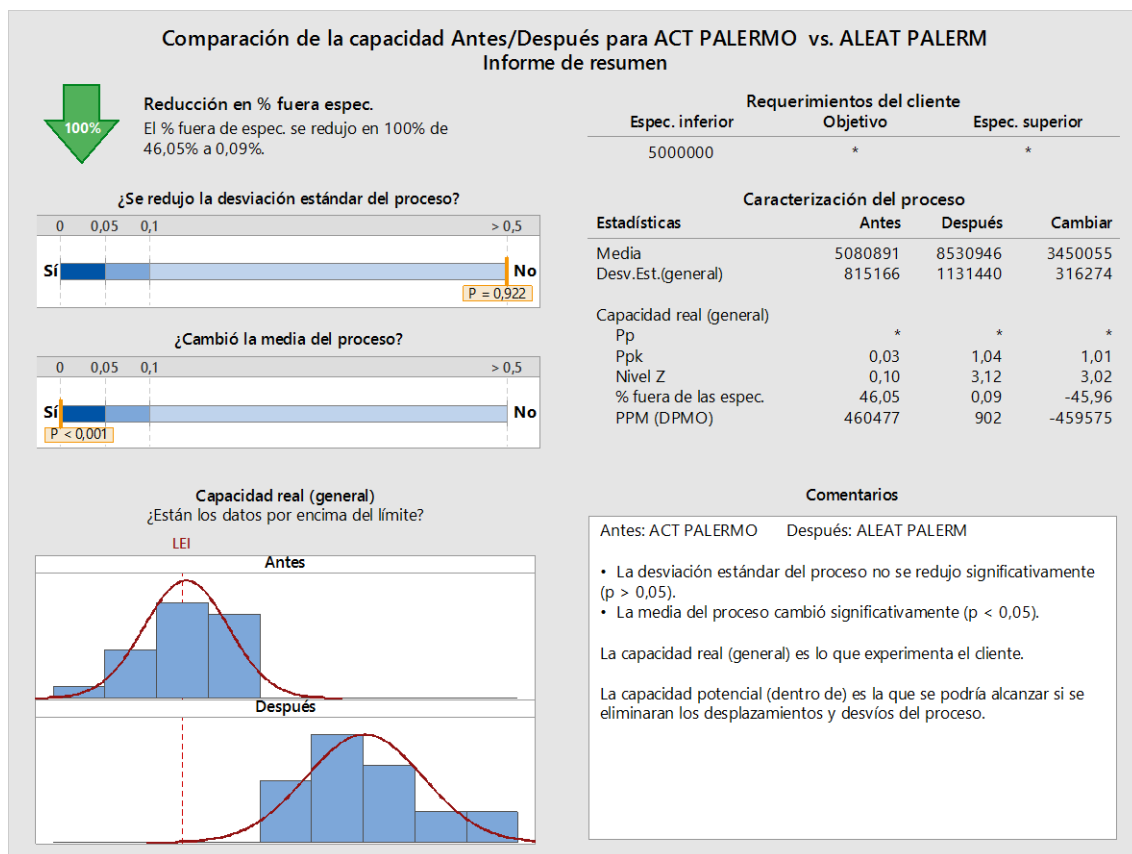 Comparación de la capacidad Antes/Después para ACT PALERMO vs. ALEAT PALERM
Informe de resumen
100%
Reducción en % fuera espec.
El % fuera de espec. se redujo en 100% de
46,05% a 0,09%.
Requerimientos del cliente
Espec. inferior Objetivo Espec. superior
5000000 * *
¿Se redujo la desviación estándar del proceso?
0 0,05 0,1 > 0,5
Sí No
P = 0,922
¿Cambió la media del proceso?
0 0,05 0,1 > 0,5
Sí No
P < 0,001
Caracterización del proceso
Estadísticas Antes Después Cambiar
Media 5080891 8530946 3450055
Desv.Est.(general) 815166 1131440 316274
Capacidad real (general)
Pp * * *
Ppk 0,03 1,04 1,01
Nivel Z 0,10 3,12 3,02
% fuera de las espec. 46,05 0,09 -45,96
PPM (DPMO) 460477 902 -459575
Capacidad real (general)
¿Están los datos por encima del límite?
LEI
Antes
Después
Comentarios
Antes: ACT PALERMO Después: ALEAT PALERM
• La desviación estándar del proceso no se redujo significativamente
(p > 0,05).
• La media del proceso cambió significativamente (p < 0,05).
La capacidad real (general) es lo que experimenta el cliente.
La capacidad potencial (dentro de) es la que se podría alcanzar si se
eliminaran los desplazamientos y desvíos del proceso.